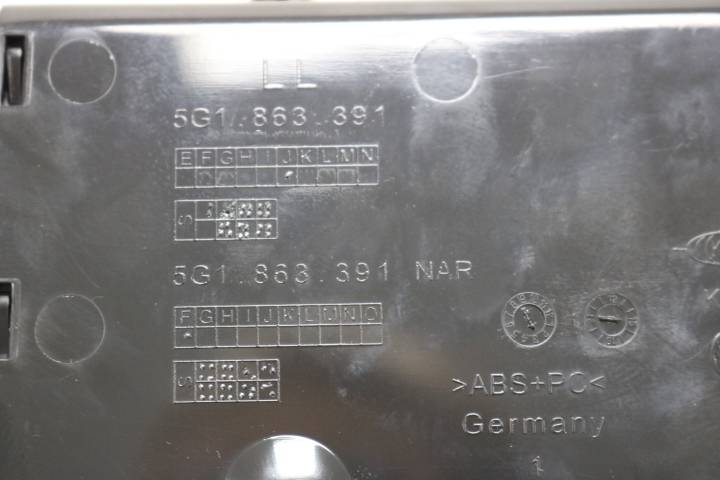 LL
5G1 863 391
E F G H I J K L M N
S
5G1 863 391 NAR
F G H I J K L M N O
S
>ABS+PC<
Germany
1